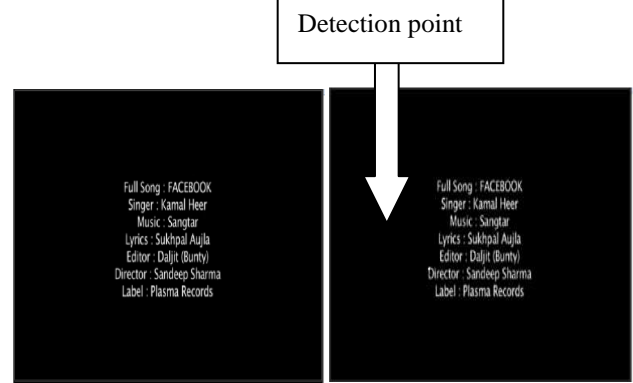 Detection point
Full Song : FACEBOOK
Singer : Kamal Heer
Music : Sangtar
Lyrics : Sukhpal Aujla
Editor : Daljit (Bunty)
Director : Sandeep Sharma
Label : Plasma Records
Full Song : FACEBOOK
Singer : Kamal Heer
Music : Sangtar
Lyrics : Sukhpal Aujla
Editor : Daljit (Bunty)
Director : Sandeep Sharma
Label : Plasma Records